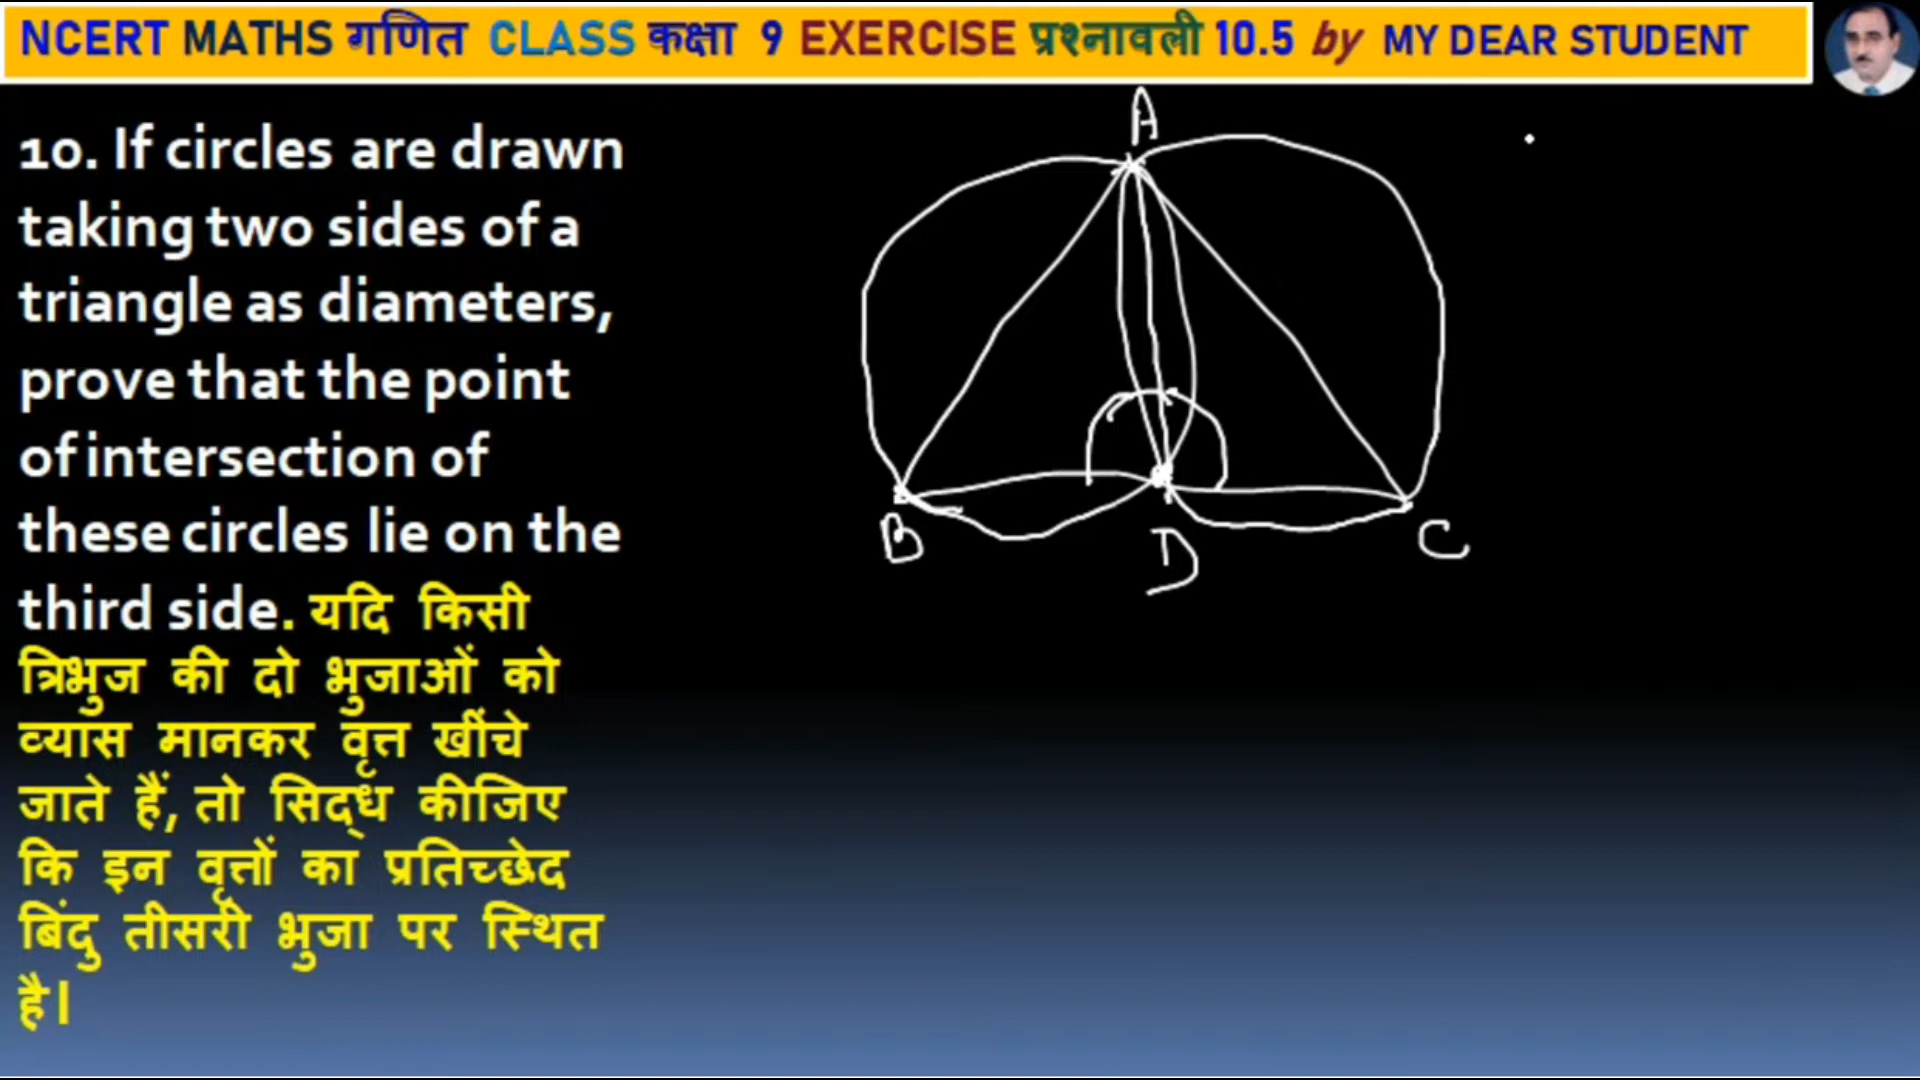 NCERT MATHS गणित CLASS कक्षा 9 EXERCISE प्रश्नावली 10.5 by MY DEAR STUDENT
10. If circles are drawn
taking two sides of a
triangle as diameters,
prove that the point
of intersection of
these circles lie on the
third side. यदि किसी
त्रिभुज की दो भुजाओं को
व्यास मानकर वृत्त खींचे
जाते हैं, तो सिद्ध कीजिए
कि इन वृत्तों का प्रतिच्छेद
बिंदु तीसरी भुजा पर स्थित
है।
A
B
D
C